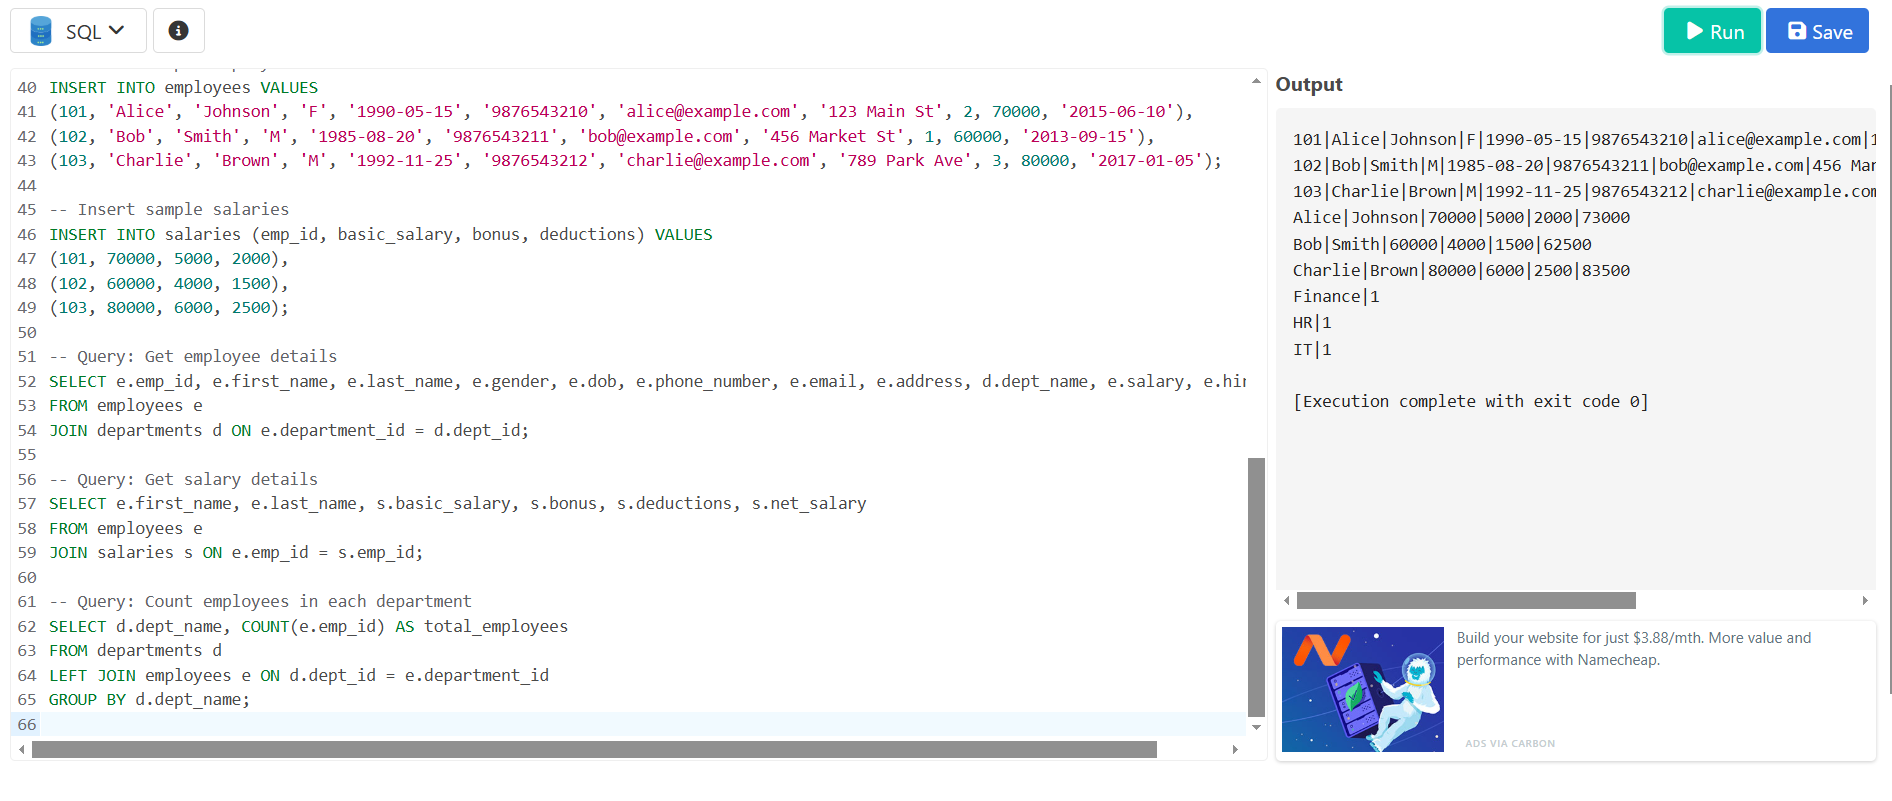 SQL
Run
Save
40 INSERT INTO employees VALUES
41 (101, 'Alice', 'Johnson', 'F', '1990-05-15', '9876543210', 'alice@example.com', '123 Main St', 2, 70000, '2015-06-10'),
42 (102, 'Bob', 'Smith', 'M', '1985-08-20', '9876543211', 'bob@example.com', '456 Market St', 1, 60000, '2013-09-15'),
43 (103, 'Charlie', 'Brown', 'M', '1992-11-25', '9876543212', 'charlie@example.com', '789 Park Ave', 3, 80000, '2017-01-05');
44
45 -- Insert sample salaries
46 INSERT INTO salaries (emp_id, basic_salary, bonus, deductions) VALUES
47 (101, 70000, 5000, 2000),
48 (102, 60000, 4000, 1500),
49 (103, 80000, 6000, 2500);
50
51 -- Query: Get employee details
52 SELECT e.emp_id, e.first_name, e.last_name, e.gender, e.dob, e.phone_number, e.email, e.address, d.dept_name, e.salary, e.hir
53 FROM employees e
54 JOIN departments d ON e.department_id = d.dept_id;
55
56 -- Query: Get salary details
57 SELECT e.first_name, e.last_name, s.basic_salary, s.bonus, s.deductions, s.net_salary
58 FROM employees e
59 JOIN salaries s ON e.emp_id = s.emp_id;
60
61 -- Query: Count employees in each department
62 SELECT d.dept_name, COUNT(e.emp_id) AS total_employees
63 FROM departments d
64 LEFT JOIN employees e ON d.dept_id = e.department_id
65 GROUP BY d.dept_name;
66
Output
101|Alice|Johnson|F|1990-05-15|9876543210|alice@example.com|1
102|Bob|Smith|M|1985-08-20|9876543211|bob@example.com|456 Mar
103|Charlie|Brown|M|1992-11-25|9876543212|charlie@example.com
Alice|Johnson|70000|5000|2000|73000
Bob|Smith|60000|4000|1500|62500
Charlie|Brown|80000|6000|2500|83500
Finance|1
HR|1
IT|1
[Execution complete with exit code 0]
Build your website for just $3.88/mth. More value and
performance with Namecheap.
ADS VIA CARBON